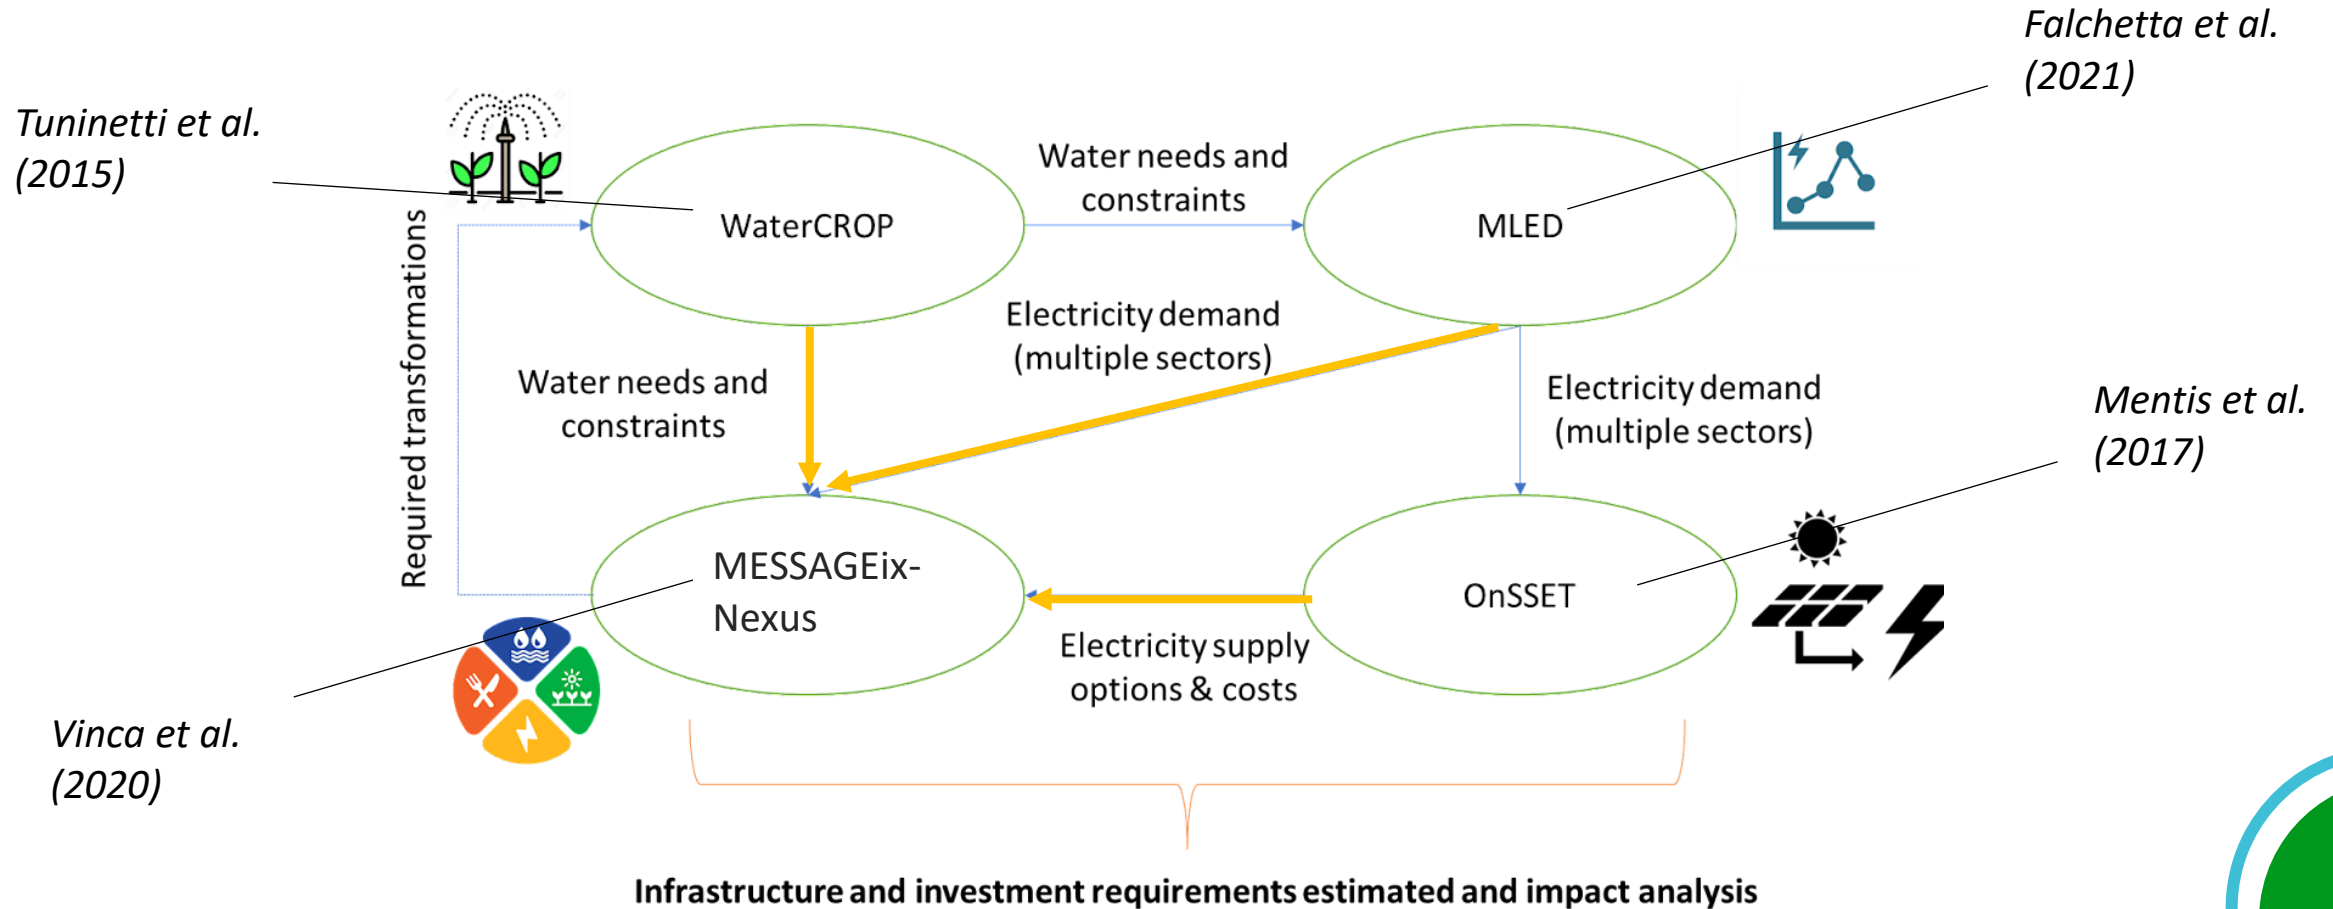 Falchetta et al.
(2021)
Tuninetti et al.
(2015)
Water needs and
constraints
WaterCROP
MLED
Required transformations
Electricity demand
(multiple sectors)
Water needs and
constraints
Electricity demand
(multiple sectors)
Mentis et al.
(2017)
MESSAGEix-
Nexus
OnSSET
Electricity supply
options & costs
Vinca et al.
(2020)
Infrastructure and investment requirements estimated and impact analysis